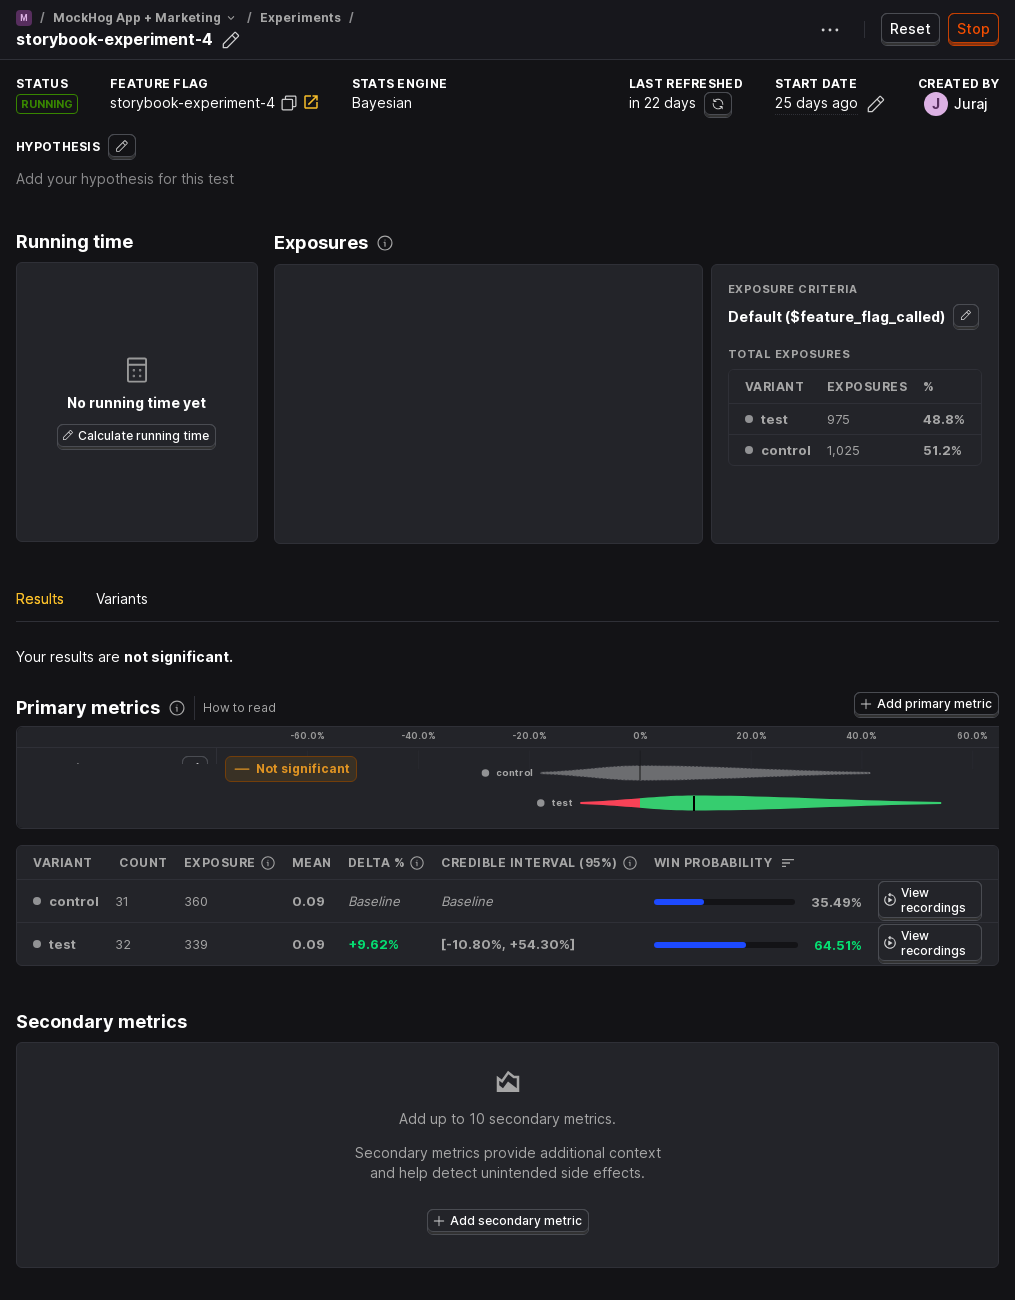 M / MockHog App + Marketing / Experiments /
storybook-experiment-4
Reset
Stop
STATUS
RUNNING
FEATURE FLAG
storybook-experiment-4
STATS ENGINE
Bayesian
LAST REFRESHED
in 22 days
START DATE
25 days ago
CREATED BY
J Juraj
HYPOTHESIS
Add your hypothesis for this test
Running time
No running time yet
Calculate running time
Exposures
EXPOSURE CRITERIA
Default ($feature_flag_called)
TOTAL EXPOSURES
VARIANT EXPOSURES %
test 975 48.8%
control 1,025 51.2%
Results Variants
Your results are not significant.
Primary metrics How to read
Add primary metric
-60.0% -40.0% -20.0% 0% 20.0% 40.0% 60.0%
Not significant
control
test
VARIANT COUNT EXPOSURE MEAN DELTA % CREDIBLE INTERVAL (95%) WIN PROBABILITY
control 31 360 0.09 Baseline Baseline 35.49% View
recordings
test 32 339 0.09 +9.62% [-10.80%, +54.30%] 64.51% View
recordings
Secondary metrics
Add up to 10 secondary metrics.
Secondary metrics provide additional context
and help detect unintended side effects.
Add secondary metric